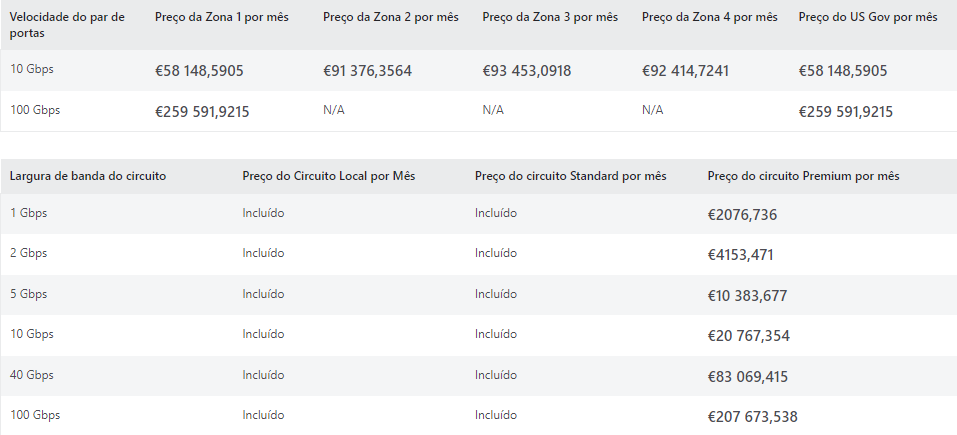 Velocidade do par de portas Preço da Zona 1 por mês Preço da Zona 2 por mês Preço da Zona 3 por mês Preço da Zona 4 por mês Preço do US Gov por mês
10 Gbps €58 148,5905 €91 376,3564 €93 453,0918 €92 414,7241 €58 148,5905
100 Gbps €259 591,9215 N/A N/A N/A €259 591,9215
Largura de banda do circuito Preço do Circuito Local por Mês Preço do circuito Standard por mês Preço do circuito Premium por mês
1 Gbps Incluído Incluído €2076,736
2 Gbps Incluído Incluído €4153,471
5 Gbps Incluído Incluído €10 383,677
10 Gbps Incluído Incluído €20 767,354
40 Gbps Incluído Incluído €83 069,415
100 Gbps Incluído Incluído €207 673,538